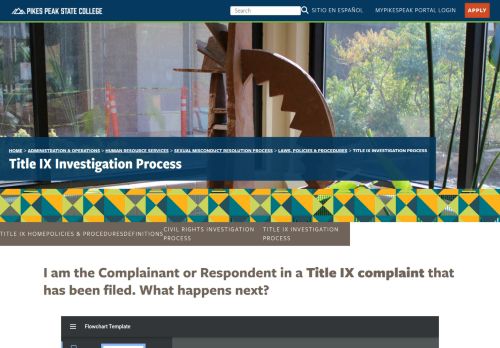 PIKES PEAK STATE COLLEGE
Search
SITIO EN ESPAÑOL
MYPIKESPEAK PORTAL LOGIN
APPLY
HOME > ADMINISTRATION & OPERATIONS > HUMAN RESOURCE SERVICES > SEXUAL MISCONDUCT RESOLUTION PROCESS > LAWS, POLICIES & PROCEDURES > TITLE IX INVESTIGATION PROCESS
Title IX Investigation Process
TITLE IX HOME
POLICIES & PROCEDURES
DEFINITIONS
CIVIL RIGHTS INVESTIGATION
PROCESS
TITLE IX INVESTIGATION
PROCESS
I am the Complainant or Respondent in a Title IX complaint that
has been filed. What happens next?
Flowchart Template